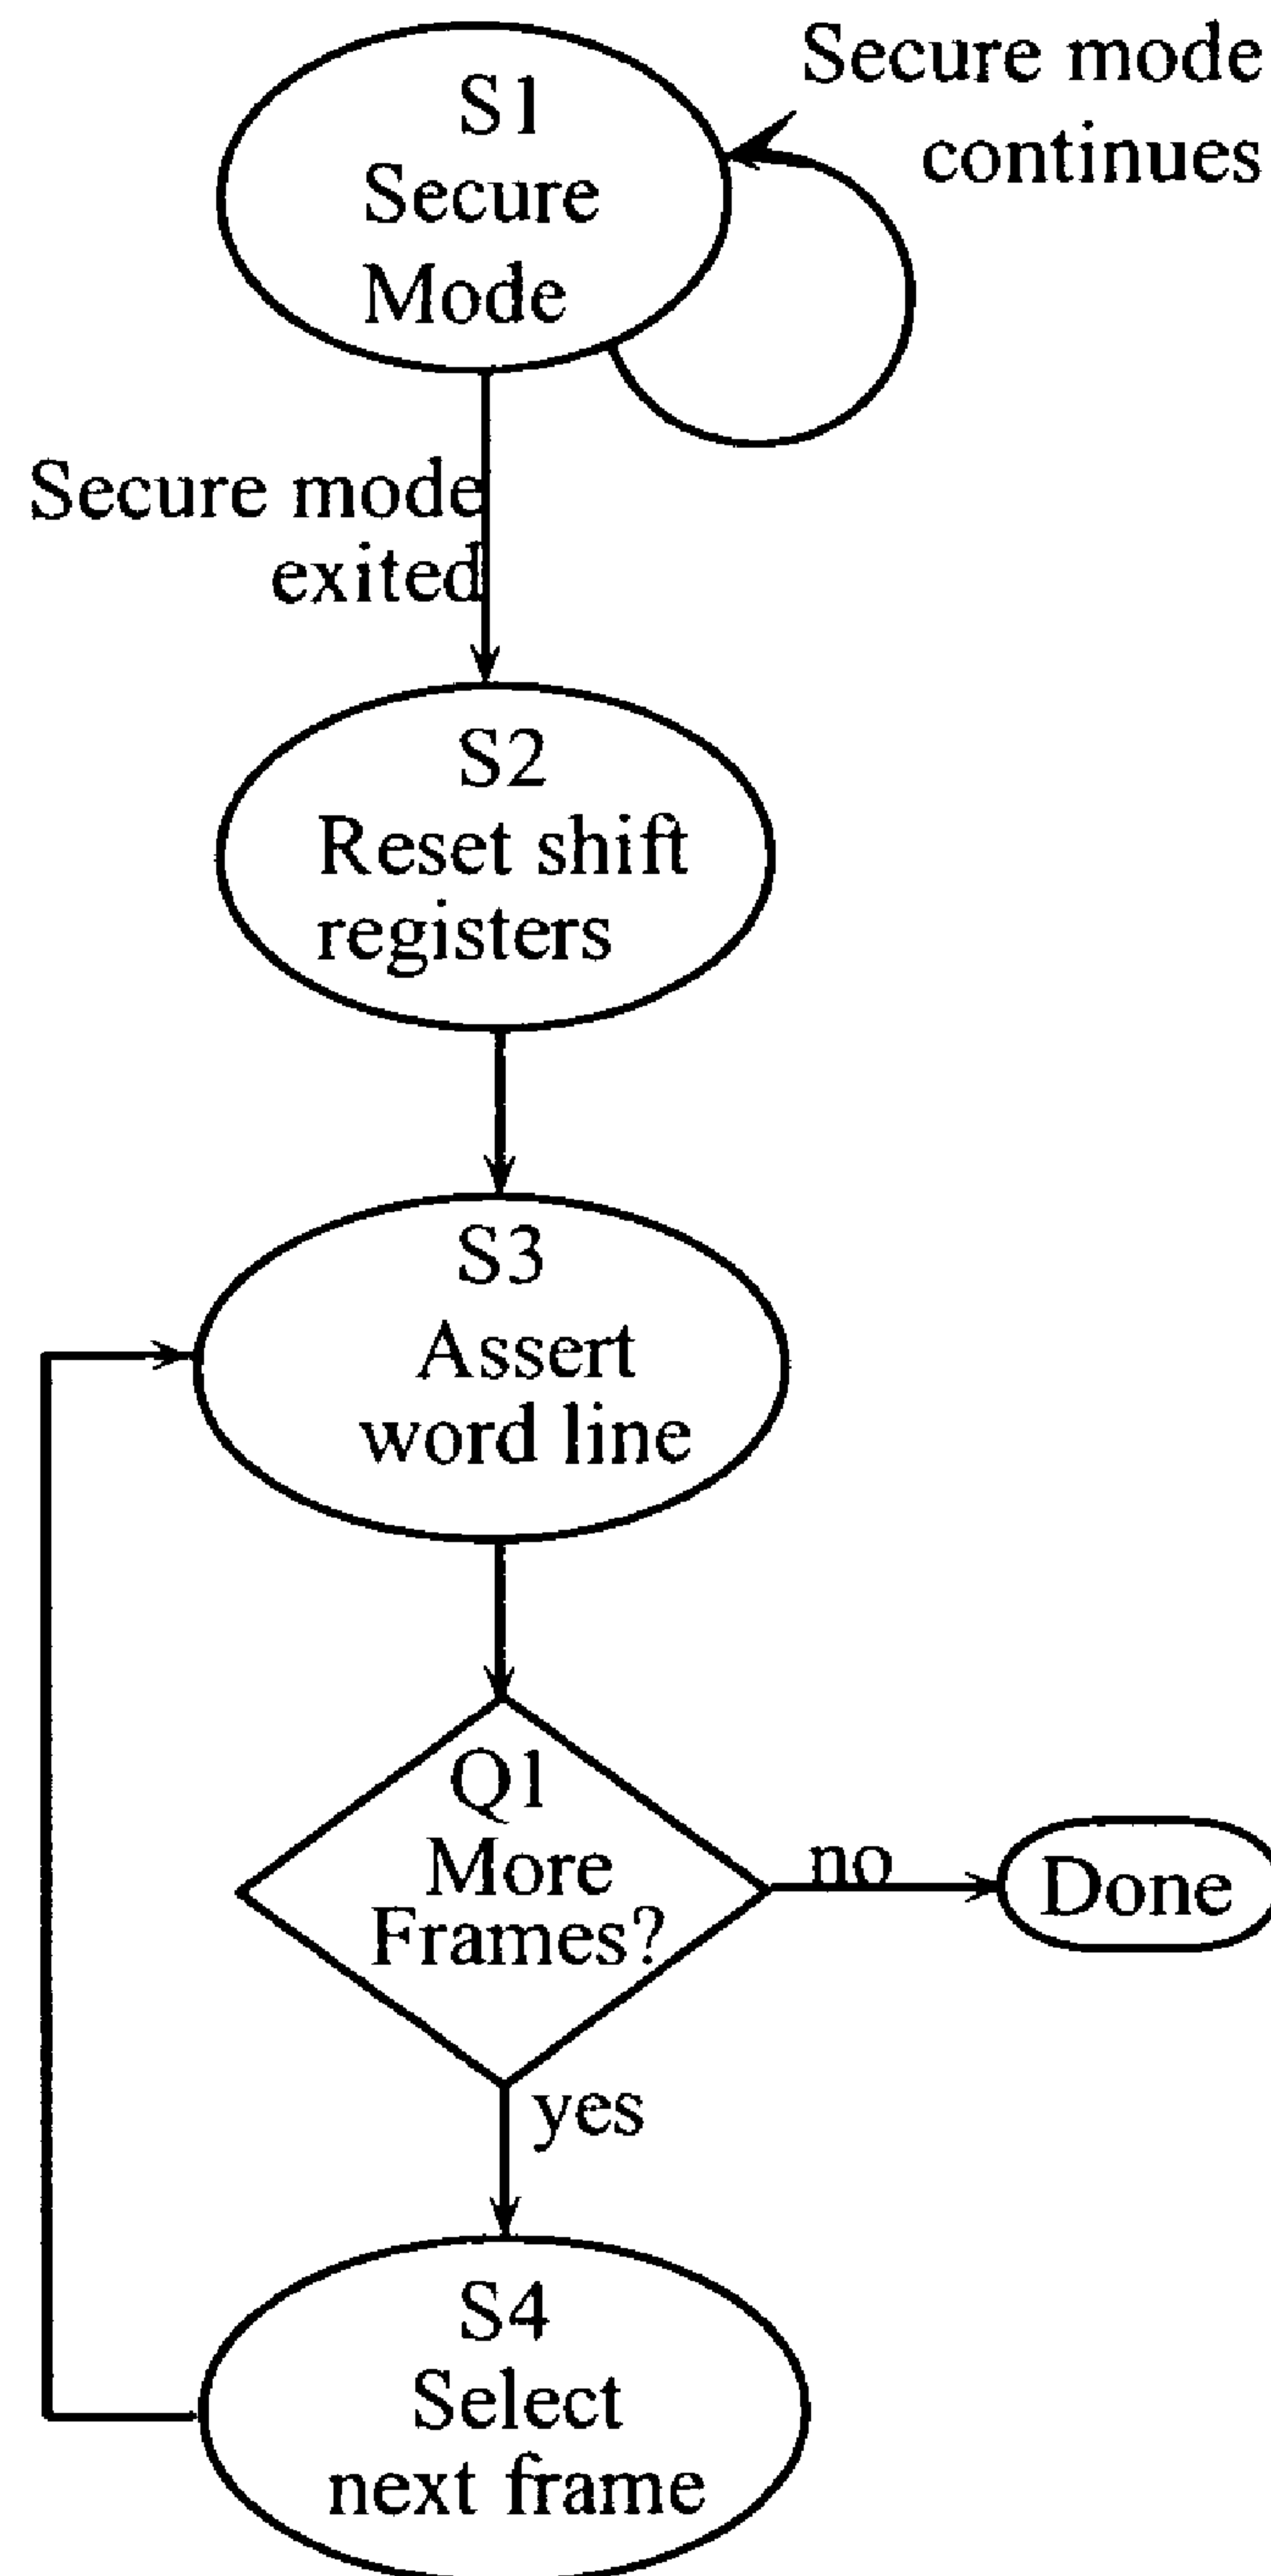 S1
Secure
Mode
Secure mode
continues
Secure mode
exited
S2
Reset shift
registers
S3
Assert
word line
Q1
More
Frames?
no
Done
yes
S4
Select
next frame